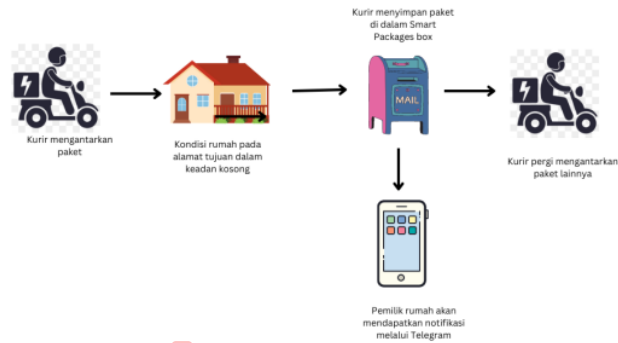 Kurir mengantarkan
paket
Kondisi rumah pada
alamat tujuan dalam
keadan kosong
Kurir menyimpan paket
di dalam Smart
Packages box
MAIL
Kurir pergi mengantarkan
paket lainnya
Pemilik rumah akan
mendapatkan notifikasi
melalui Telegram